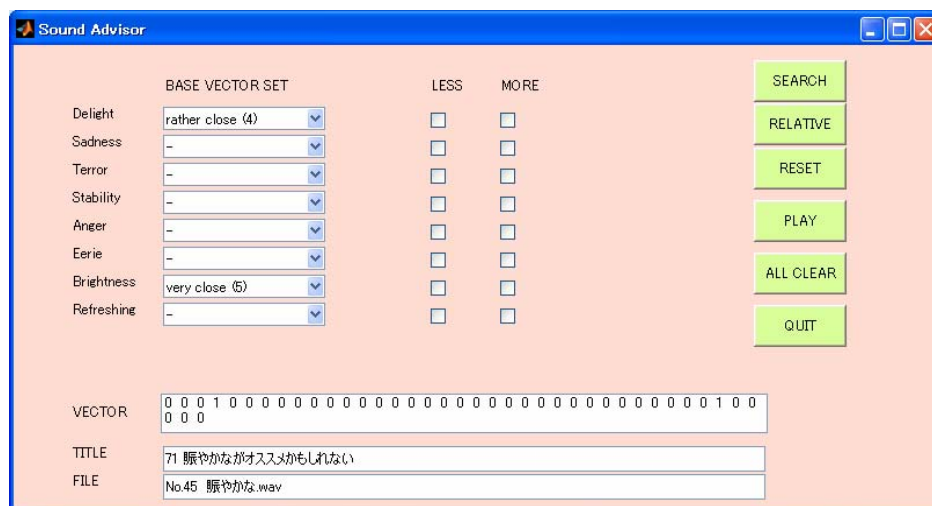 Sound Advisor
BASE VECTOR SET LESS MORE SEARCH
Delight rather close (4) RELATIVE
Sadness -
Terror - RESET
Stability -
Anger - PLAY
Eerie -
Brightness very close (5) ALL CLEAR
Refreshing - QUIT
VECTOR 0 0 0 1 0 0 0 0 0 0 0 0 0 0 0 0 0 0 0 0 0 0 0 0 0 0 0 0 0 0 0 0 0 0 1 0 0
0 0 0
TITLE 71 賑やかながオススメかもしれない
FILE No.45 賑やかな.wav